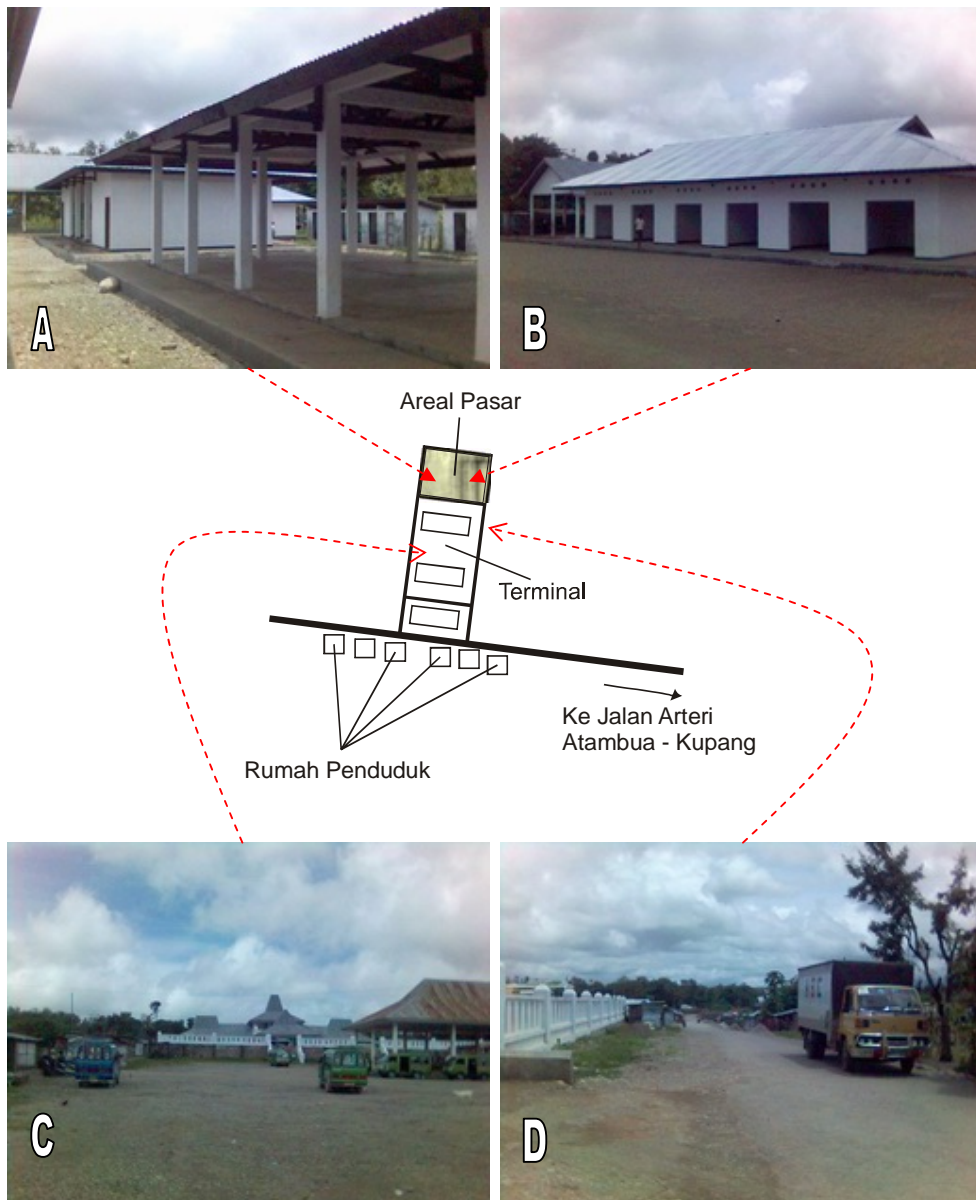 A
B
Areal Pasar
Terminal
Ke Jalan Arteri
Atambua - Kupang
Rumah Penduduk
C
D